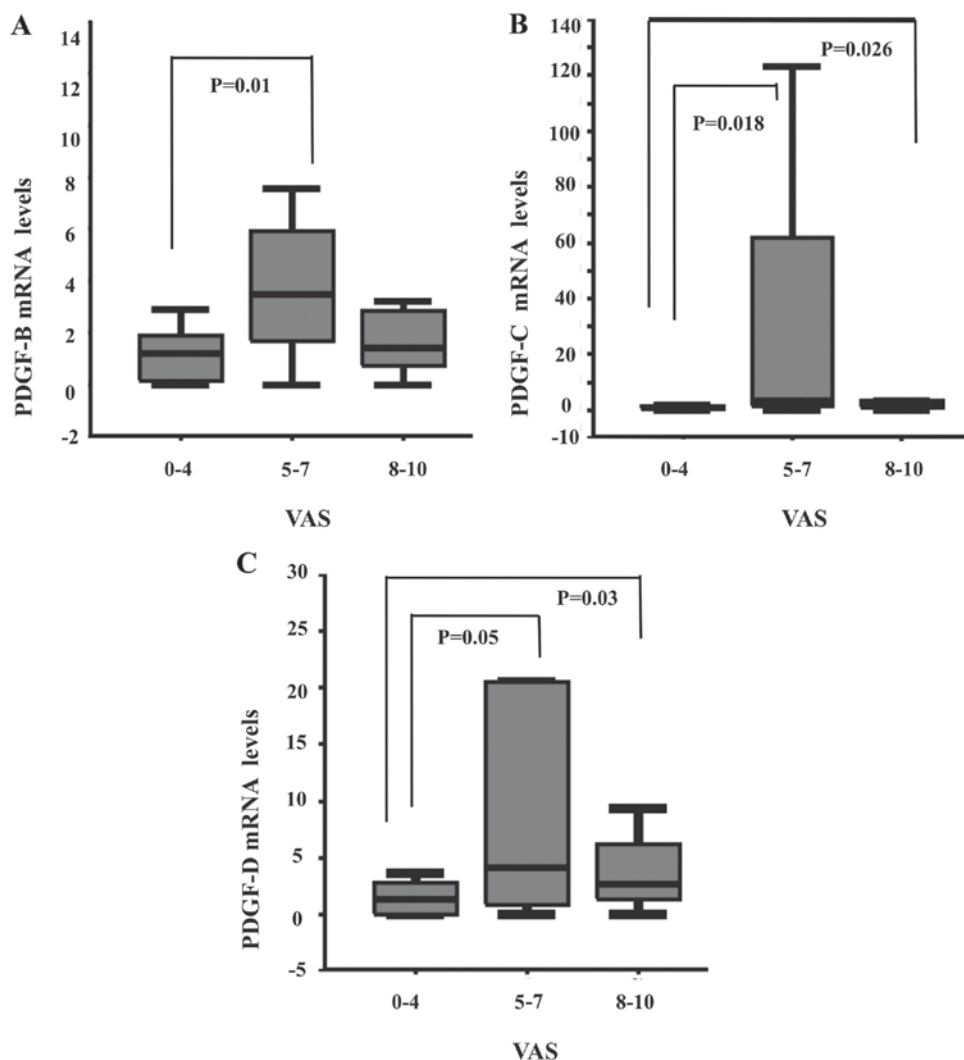 A
14
12
10
8
6
4
2
0
-2
PDGF-B mRNA levels
P=0.01
0-4 5-7 8-10
VAS
B
140
120
100
80
60
40
20
0
-10
PDGF-C mRNA levels
P=0.026
P=0.018
0-4 5-7 8-10
VAS
C
30
25
20
15
10
5
0
-5
PDGF-D mRNA levels
P=0.03
P=0.05
0-4 5-7 8-10
VAS